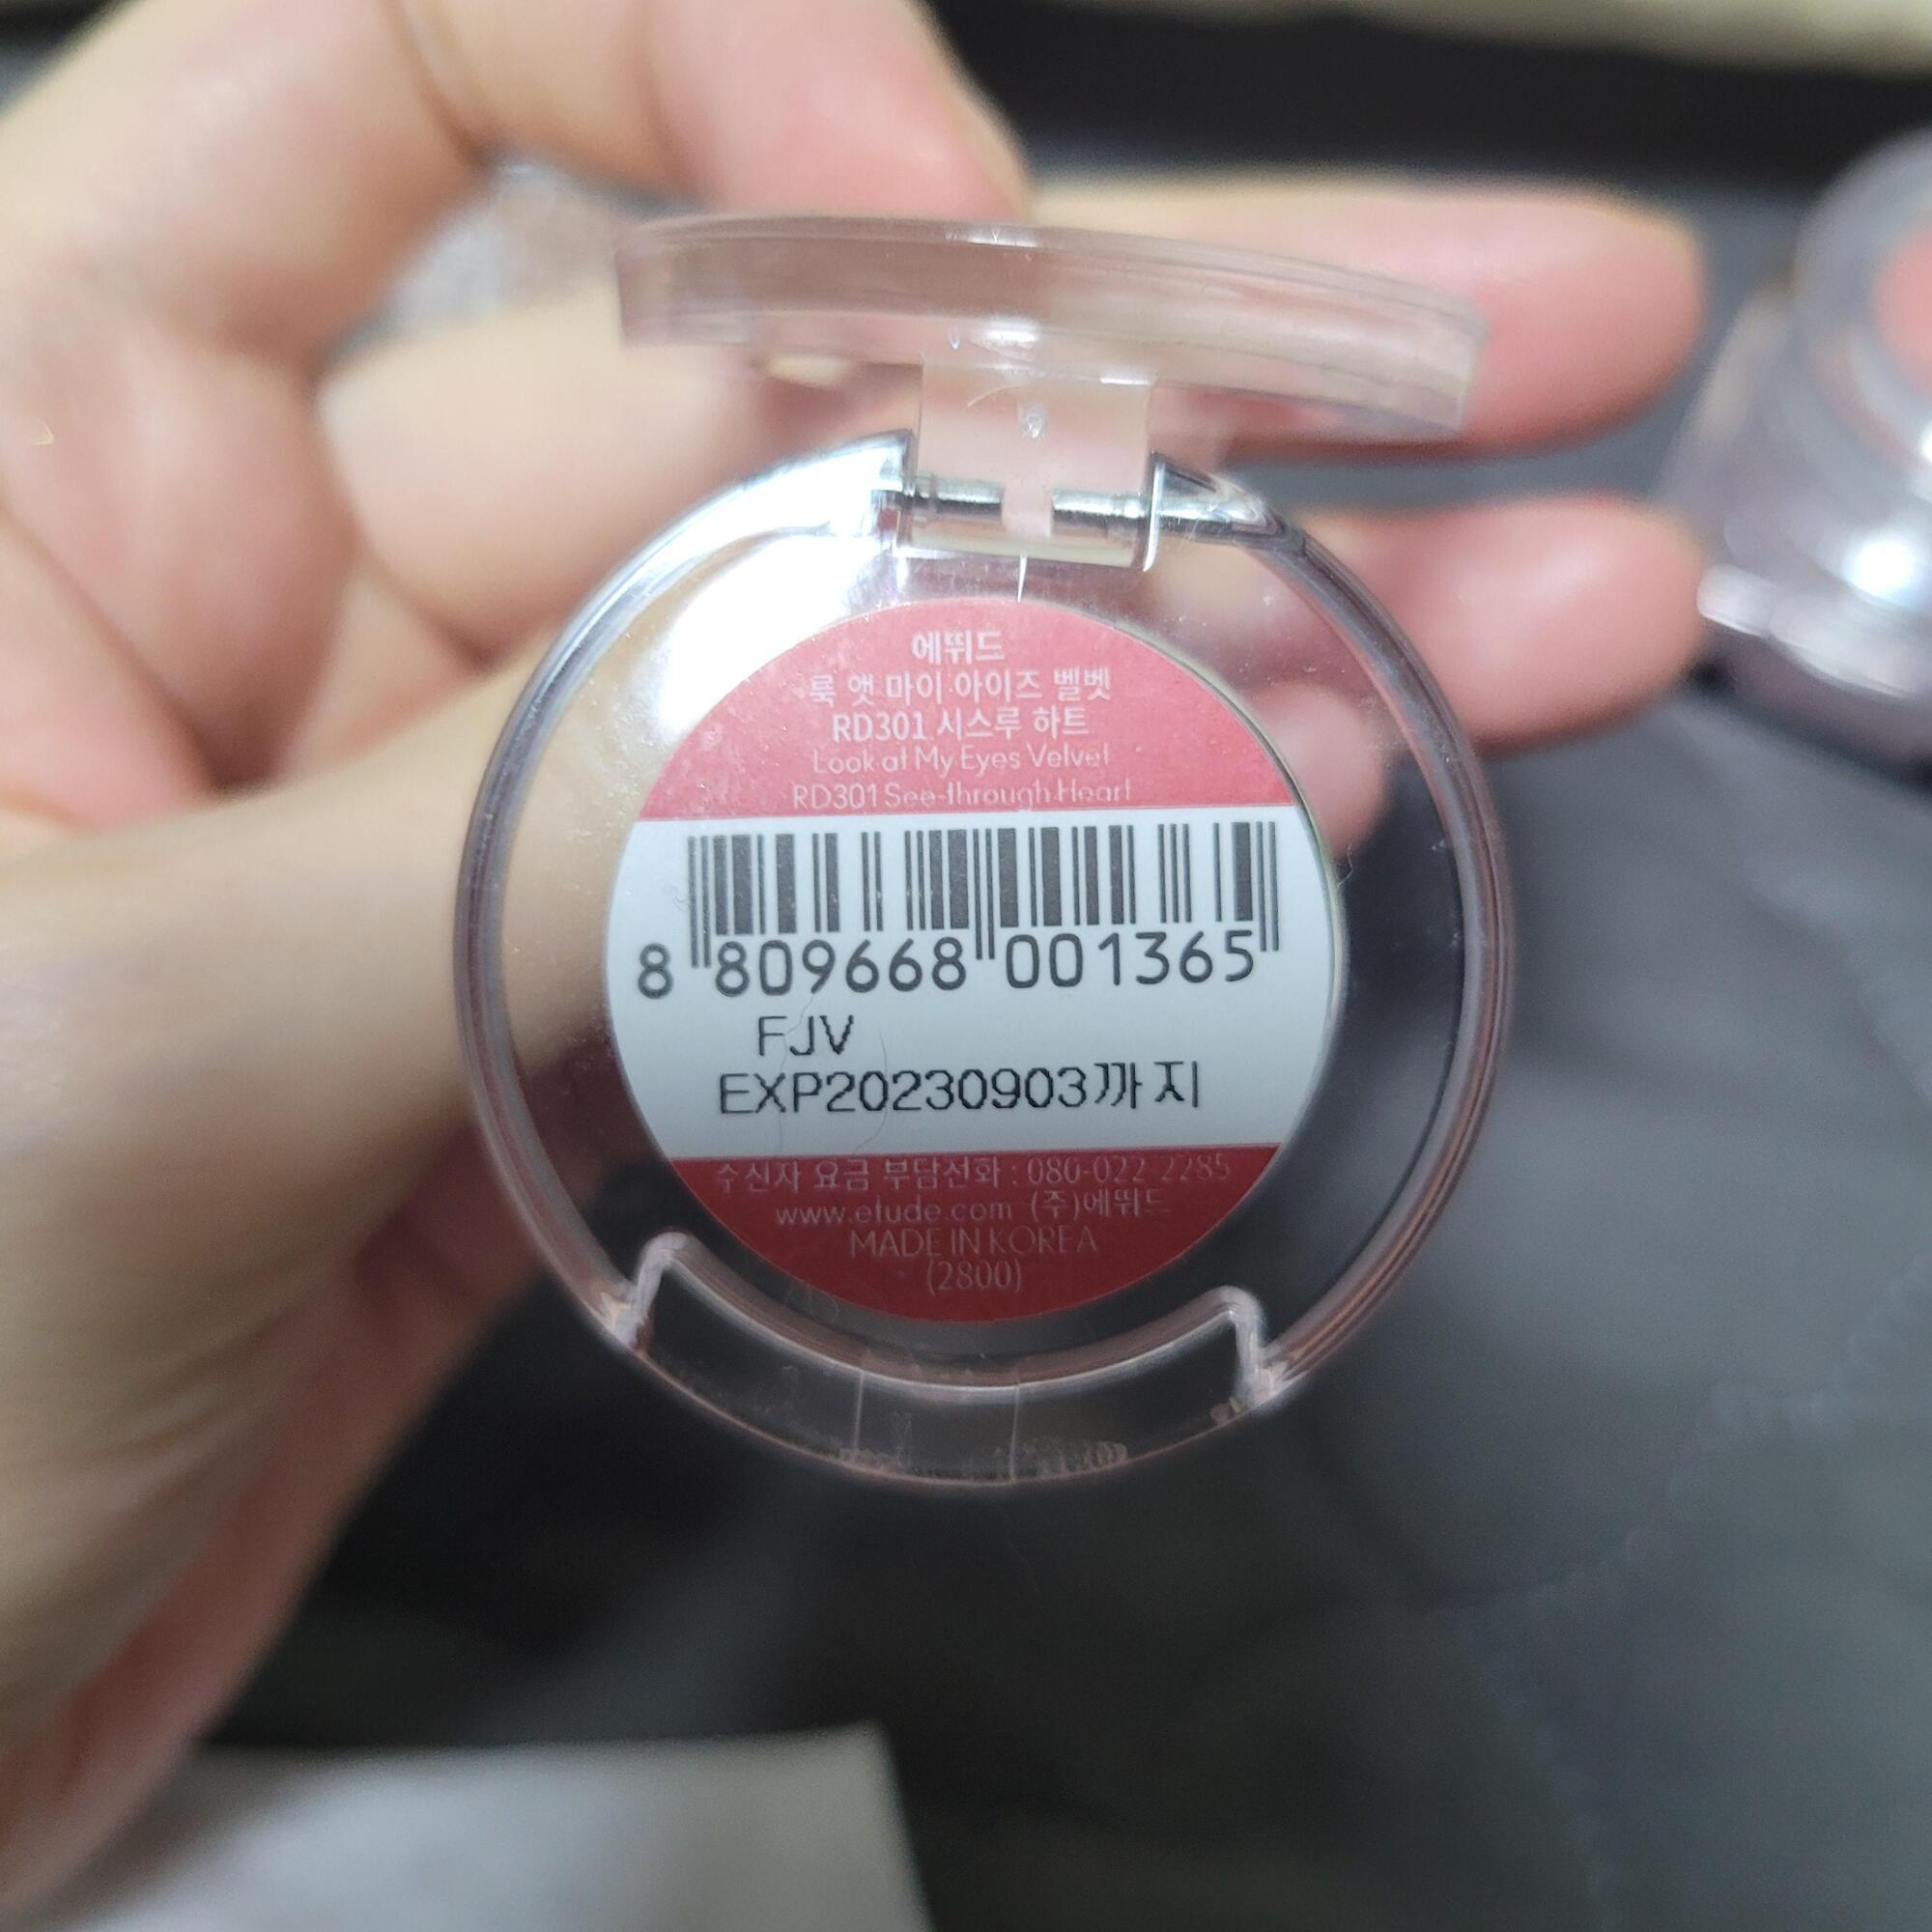 에뛰드
룩 앳 마이 아이즈 벨벳
RD301 시스루 하트
Look at My Eyes Velvet
RD301 See-through Heart
8 809668 001365
FJV
EXP20230903까지
수신자 요금 부담전화 : 080-022-2285
www.etude.com (주)에뛰드
MADE IN KOREA
(2800)